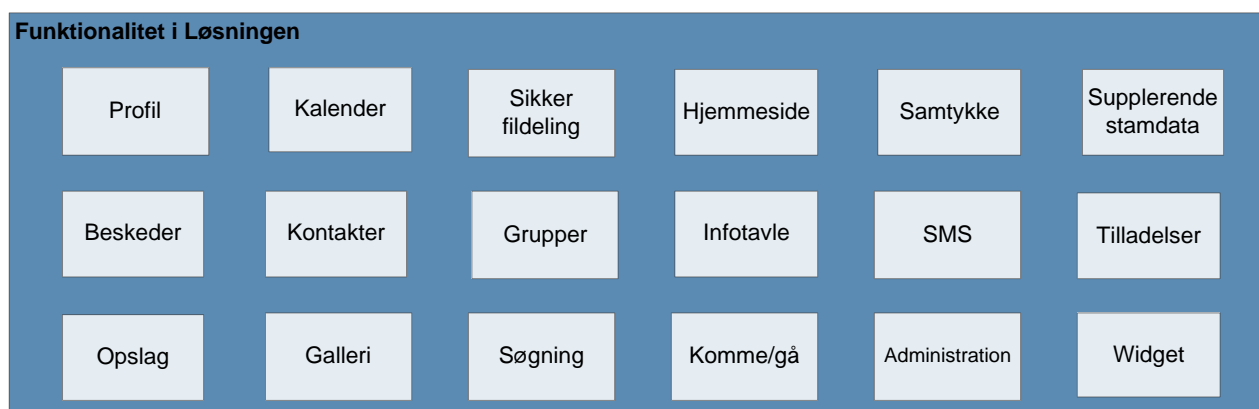 Funktionalitet i Løsningen
Profil
Kalender
Sikker
fildeling
Hjemmeside
Samtykke
Supplerende
stamdata
Beskeder
Kontakter
Grupper
Infotavle
SMS
Tilladelser
Opslag
Galleri
Søgning
Komme/gå
Administration
Widget